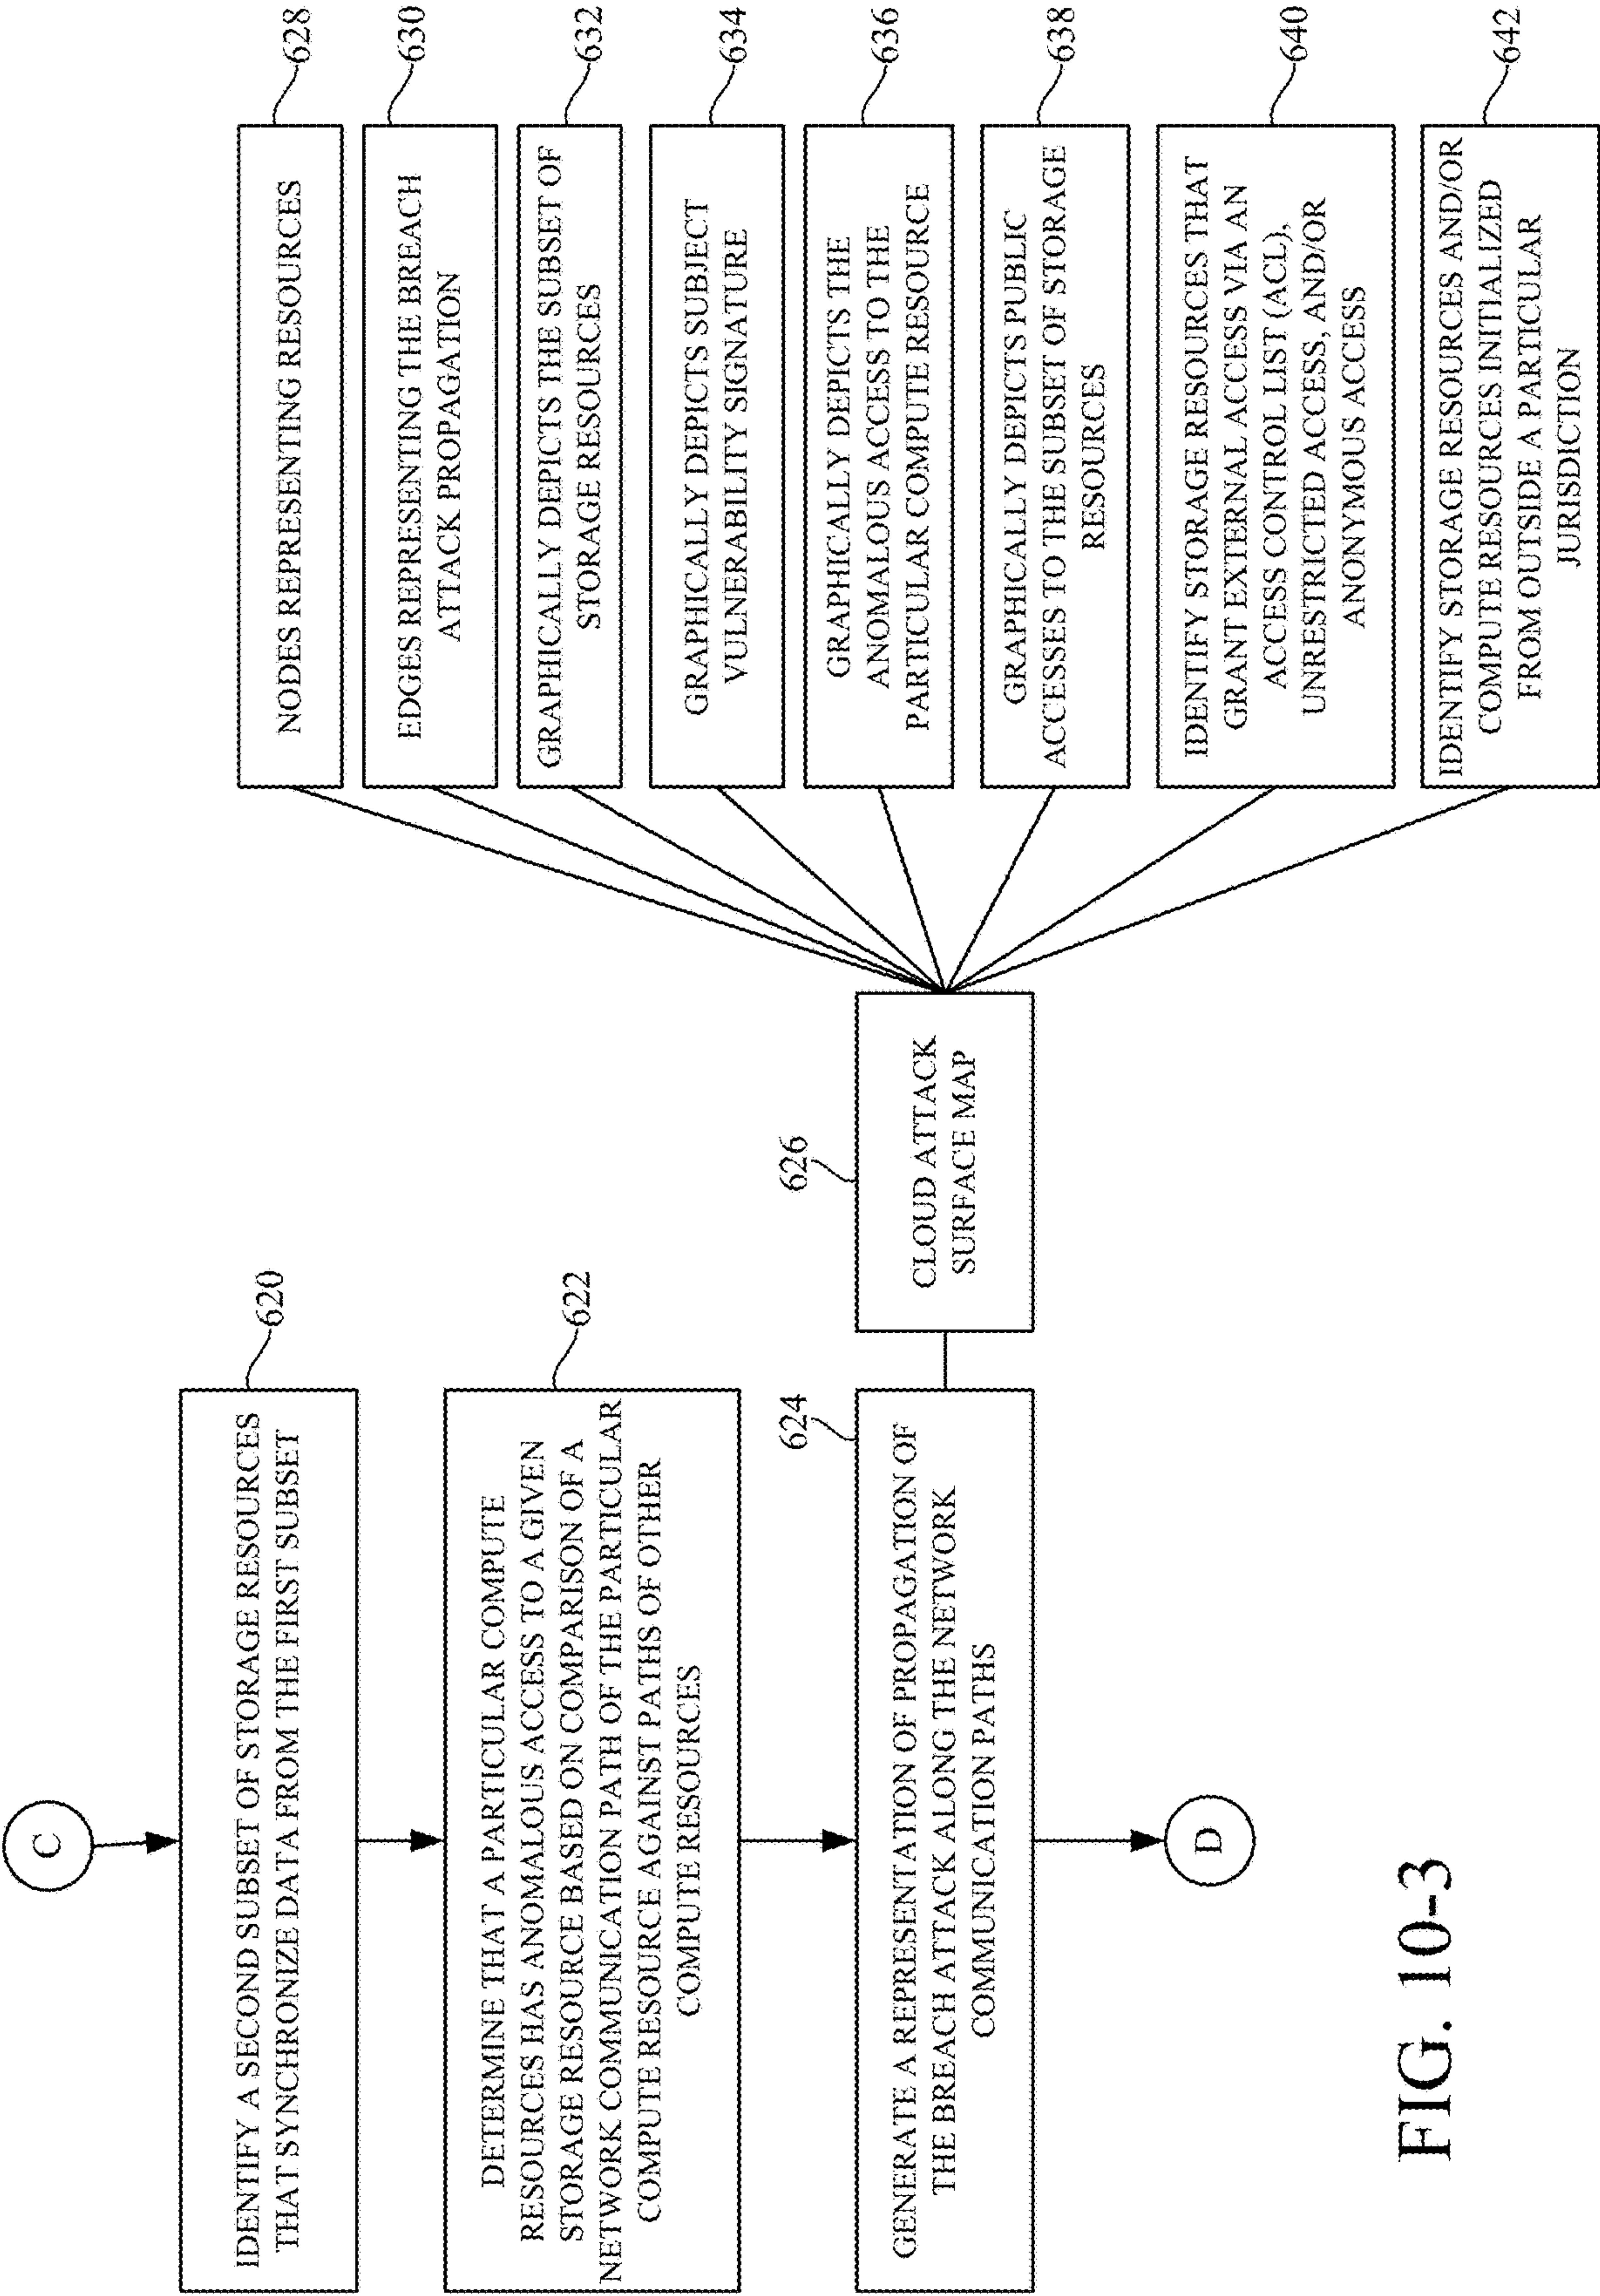 C
620
IDENTIFY A SECOND SUBSET OF STORAGE RESOURCES
THAT SYNCHRONIZE DATA FROM THE FIRST SUBSET
622
DETERMINE THAT A PARTICULAR COMPUTE
RESOURCES HAS ANOMALOUS ACCESS TO A GIVEN
STORAGE RESOURCE BASED ON COMPARISON OF A
NETWORK COMMUNICATION PATH OF THE PARTICULAR
COMPUTE RESOURCE AGAINST PATHS OF OTHER
COMPUTE RESOURCES
624
GENERATE A REPRESENTATION OF PROPAGATION OF
THE BREACH ATTACK ALONG THE NETWORK
COMMUNICATION PATHS
D
626
CLOUD ATTACK
SURFACE MAP
628
NODES REPRESENTING RESOURCES
630
EDGES REPRESENTING THE BREACH
ATTACK PROPAGATION
632
GRAPHICALLY DEPICTS THE SUBSET OF
STORAGE RESOURCES
634
GRAPHICALLY DEPICTS SUBJECT
VULNERABILITY SIGNATURE
636
GRAPHICALLY DEPICTS THE
ANOMALOUS ACCESS TO THE
PARTICULAR COMPUTE RESOURCE
638
GRAPHICALLY DEPICTS PUBLIC
ACCESSES TO THE SUBSET OF STORAGE
RESOURCES
640
IDENTIFY STORAGE RESOURCES THAT
GRANT EXTERNAL ACCESS VIA AN
ACCESS CONTROL LIST (ACL),
UNRESTRICTED ACCESS, AND/OR
ANONYMOUS ACCESS
642
IDENTIFY STORAGE RESOURCES AND/OR
COMPUTE RESOURCES INITIALIZED
FROM OUTSIDE A PARTICULAR
JURISDICTION
FIG. 10-3